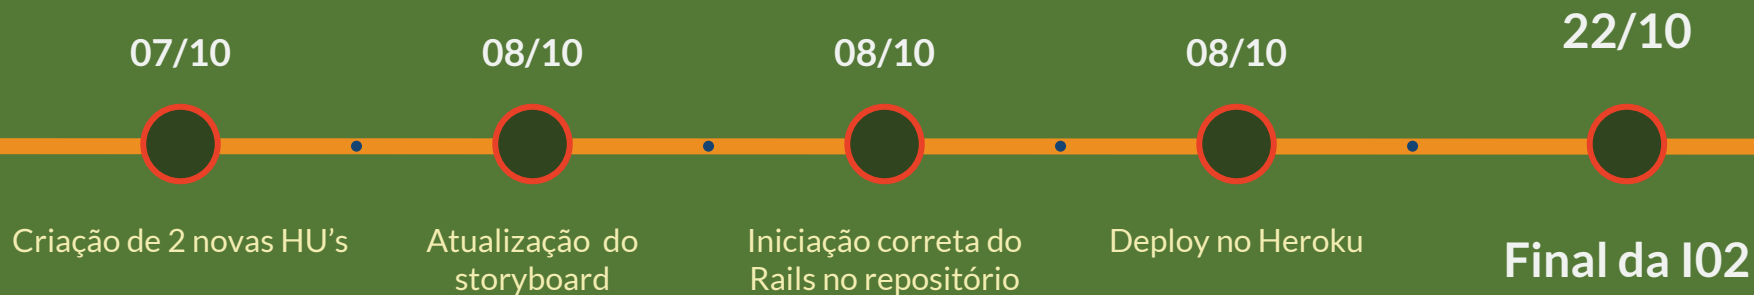 07/10
Criação de 2 novas HU’s
08/10
Atualização do
storyboard
08/10
Iniciação correta do
Rails no repositório
08/10
Deploy no Heroku
22/10
Final da I02